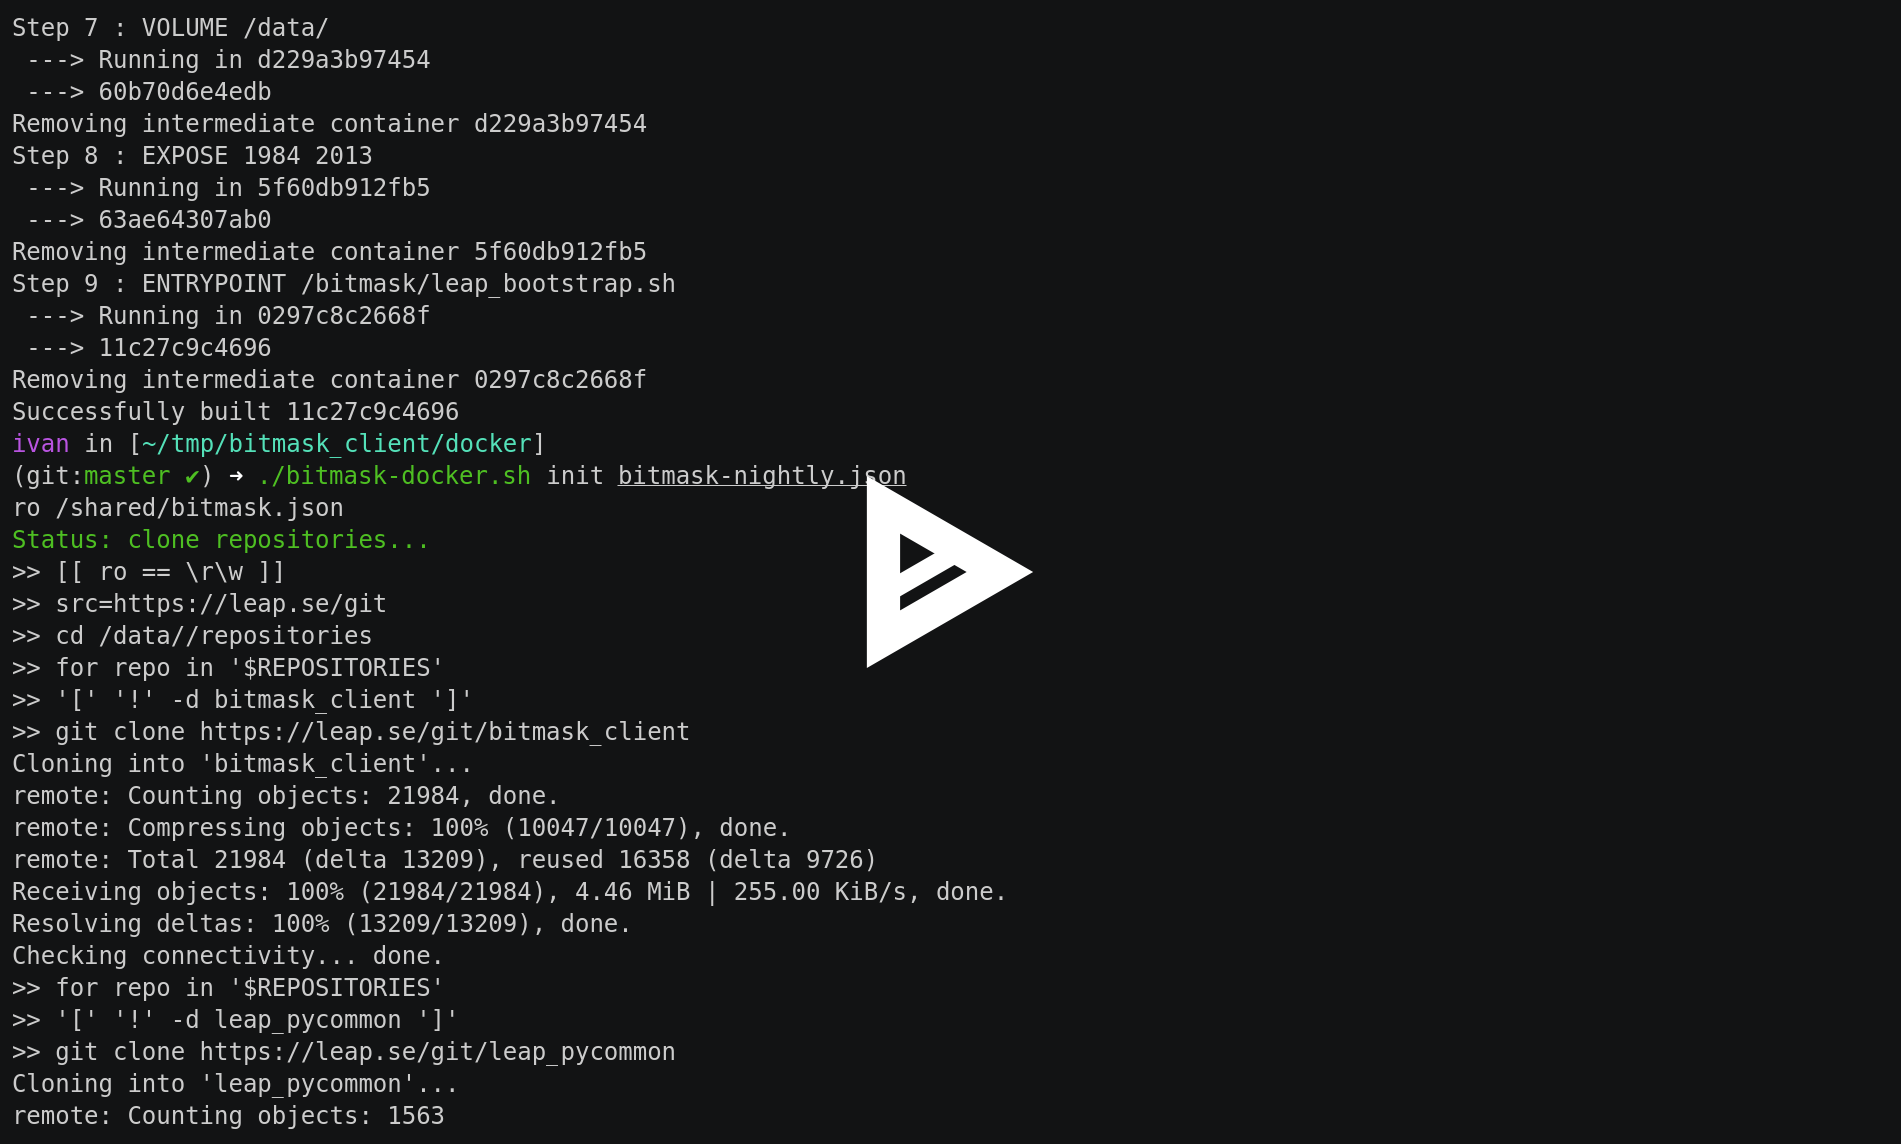 Step 7 : VOLUME /data/
 ---> Running in d229a3b97454
 ---> 60b70d6e4edb
Removing intermediate container d229a3b97454
Step 8 : EXPOSE 1984 2013
 ---> Running in 5f60db912fb5
 ---> 63ae64307ab0
Removing intermediate container 5f60db912fb5
Step 9 : ENTRYPOINT /bitmask/leap_bootstrap.sh
 ---> Running in 0297c8c2668f
 ---> 11c27c9c4696
Removing intermediate container 0297c8c2668f
Successfully built 11c27c9c4696
ivan in [~/tmp/bitmask_client/docker]
(git:master ✔) ➜ ./bitmask-docker.sh init bitmask-nightly.json
ro /shared/bitmask.json
Status: clone repositories...
>> [[ ro == \r\w ]]
>> src=https://leap.se/git
>> cd /data//repositories
>> for repo in '$REPOSITORIES'
>> '[' '!' -d bitmask_client ']'
>> git clone https://leap.se/git/bitmask_client
Cloning into 'bitmask_client'...
remote: Counting objects: 21984, done.
remote: Compressing objects: 100% (10047/10047), done.
remote: Total 21984 (delta 13209), reused 16358 (delta 9726)
Receiving objects: 100% (21984/21984), 4.46 MiB | 255.00 KiB/s, done.
Resolving deltas: 100% (13209/13209), done.
Checking connectivity... done.
>> for repo in '$REPOSITORIES'
>> '[' '!' -d leap_pycommon ']'
>> git clone https://leap.se/git/leap_pycommon
Cloning into 'leap_pycommon'...
remote: Counting objects: 1563